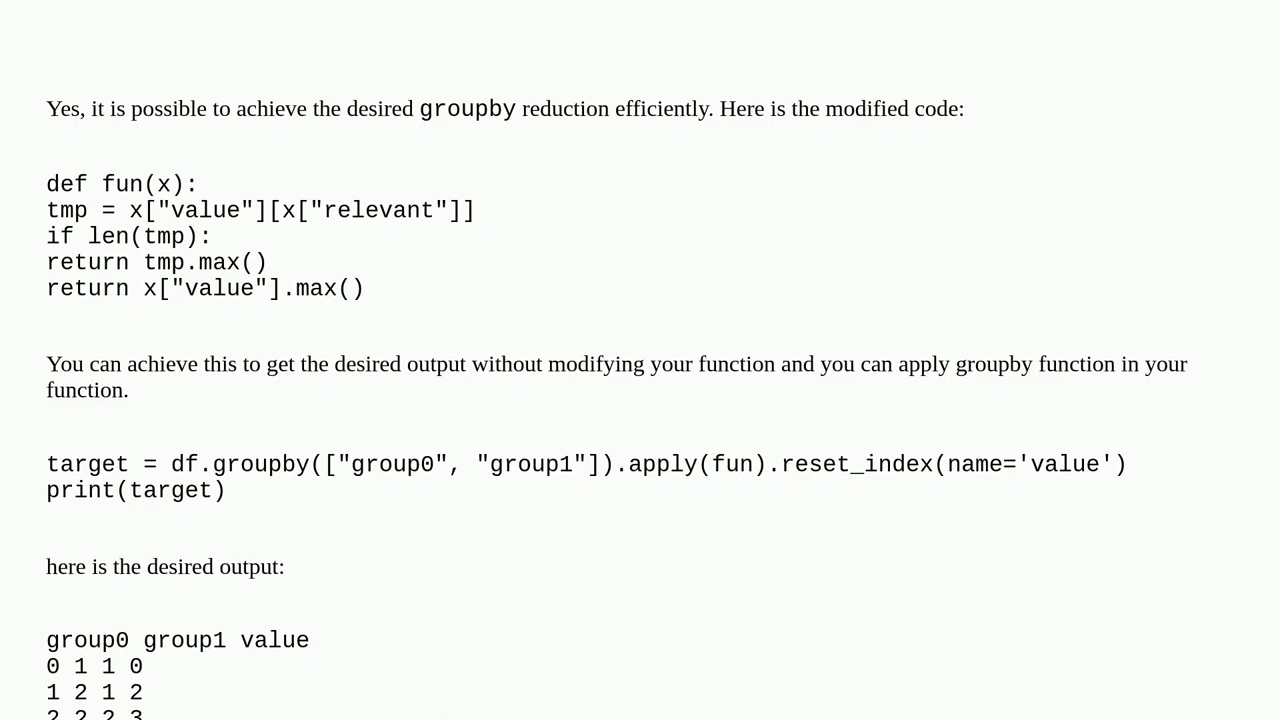 Yes, it is possible to achieve the desired groupby reduction efficiently. Here is the modified code:
def fun(x):
tmp = x["value"][x["relevant"]]
if len(tmp):
return tmp.max()
return x["value"].max()
You can achieve this to get the desired output without modifying your function and you can apply groupby function in your
function.
target = df.groupby(["group0", "group1"]).apply(fun).reset_index(name='value')
print(target)
here is the desired output:
group0 group1 value
0 1 1 0
1 2 1 2
2 2 2 3